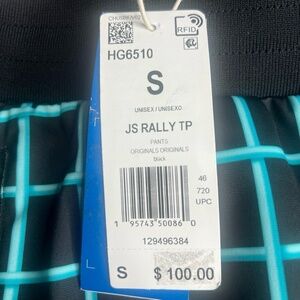 RFID
HG6510
S
UNISEX / UNISEXO
JS RALLY TP
PANTS
ORIGINALS ORIGINALS
black
46
720
UPC
1 95743 50086 0
129496384
S $ 100.00